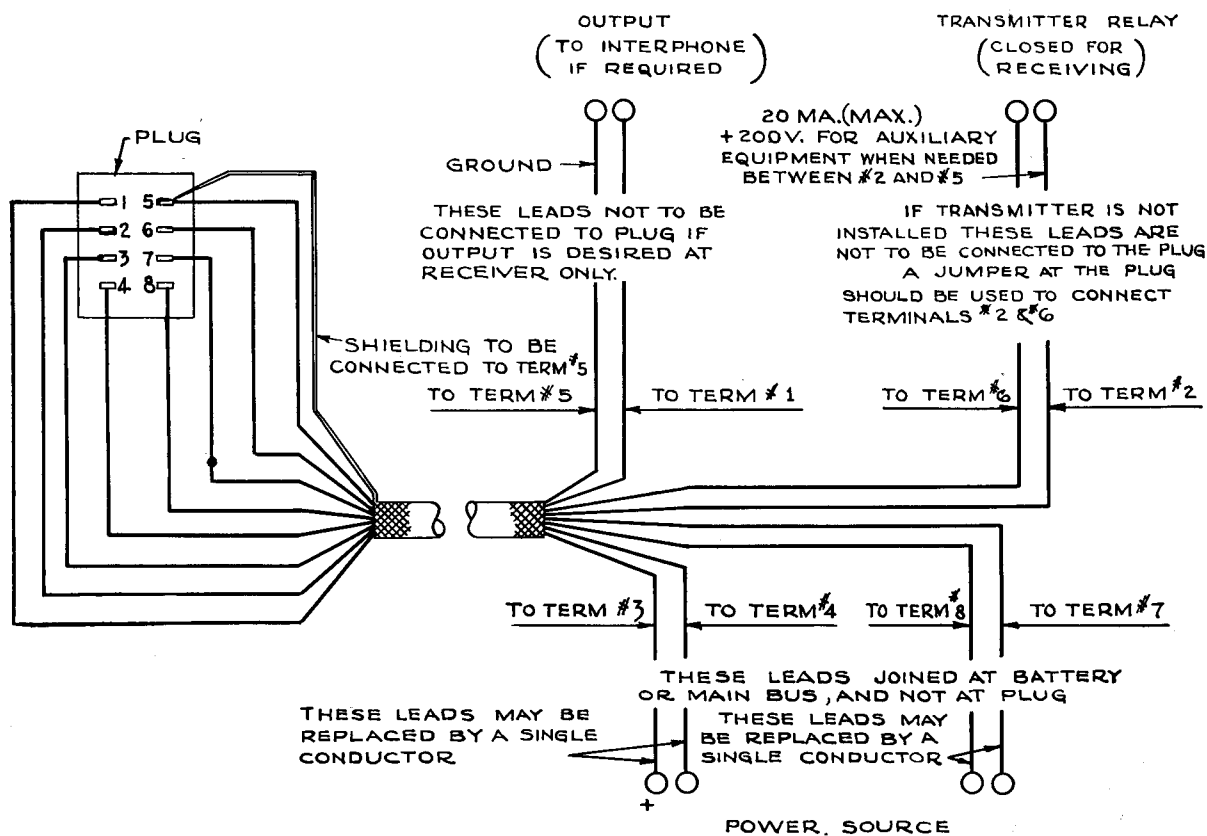 OUTPUT
(TO INTERPHONE
IF REQUIRED)
TRANSMITTER RELAY
(CLOSED FOR
RECEIVING)
PLUG
1 5
2 6
3 7
4 8
GROUND
20 MA.(MAX.)
+200V. FOR AUXILIARY
EQUIPMENT WHEN NEEDED
BETWEEN #2 AND #5
THESE LEADS NOT TO BE
CONNECTED TO PLUG IF
OUTPUT IS DESIRED AT
RECEIVER ONLY.
IF TRANSMITTER IS NOT
INSTALLED THESE LEADS ARE
NOT TO BE CONNECTED TO THE PLUG
A JUMPER AT THE PLUG
SHOULD BE USED TO CONNECT
TERMINALS #2 & #6
SHIELDING TO BE
CONNECTED TO TERM #5
TO TERM #5
TO TERM #1
TO TERM #6
TO TERM #2
TO TERM #3
TO TERM #4
TO TERM #8
TO TERM #7
THESE LEADS JOINED AT BATTERY
OR MAIN BUS, AND NOT AT PLUG
THESE LEADS MAY BE
REPLACED BY A SINGLE
CONDUCTOR
THESE LEADS MAY
BE REPLACED BY A
SINGLE CONDUCTOR
+
POWER. SOURCE